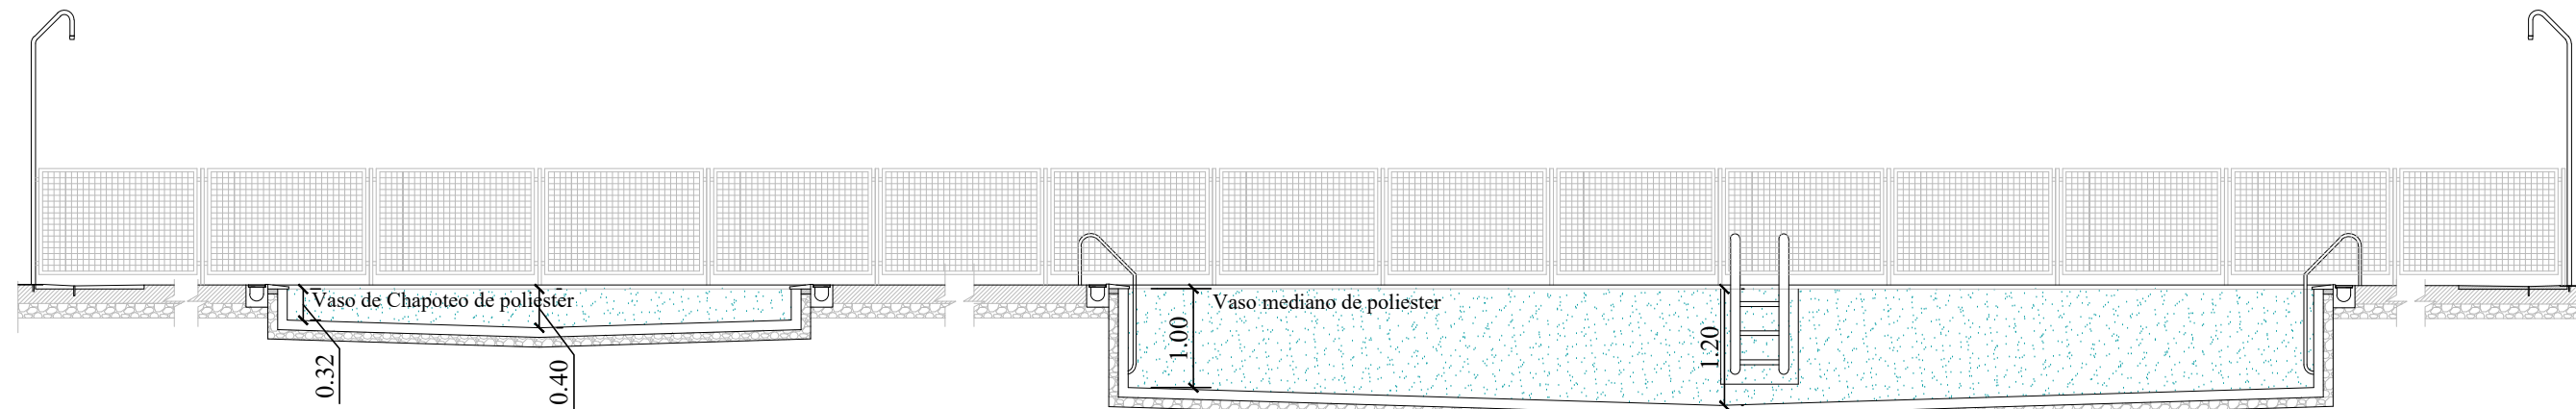 Vaso de Chapoteo de poliester
Vaso mediano de poliester
0.32
0.40
1.00
1.20